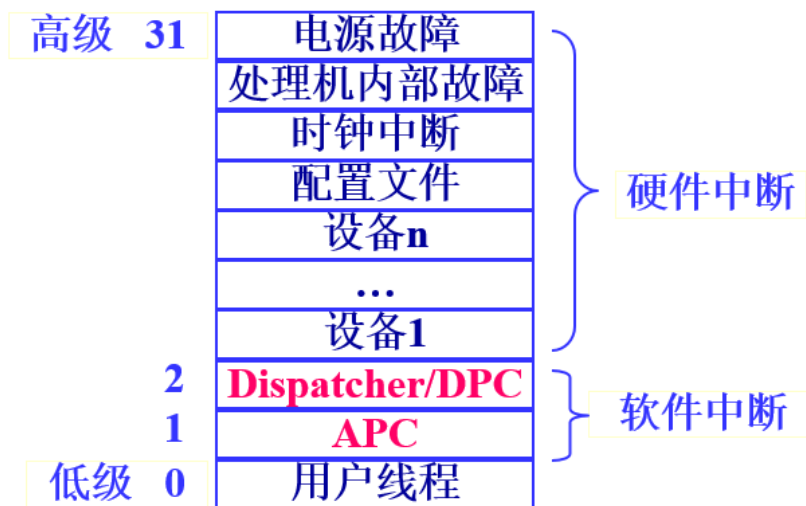 高级 31 电源故障
处理机内部故障
时钟中断
配置文件
硬件中断
设备n
...
设备1
2 Dispatcher/DPC
软件中断
1 APC
低级 0 用户线程